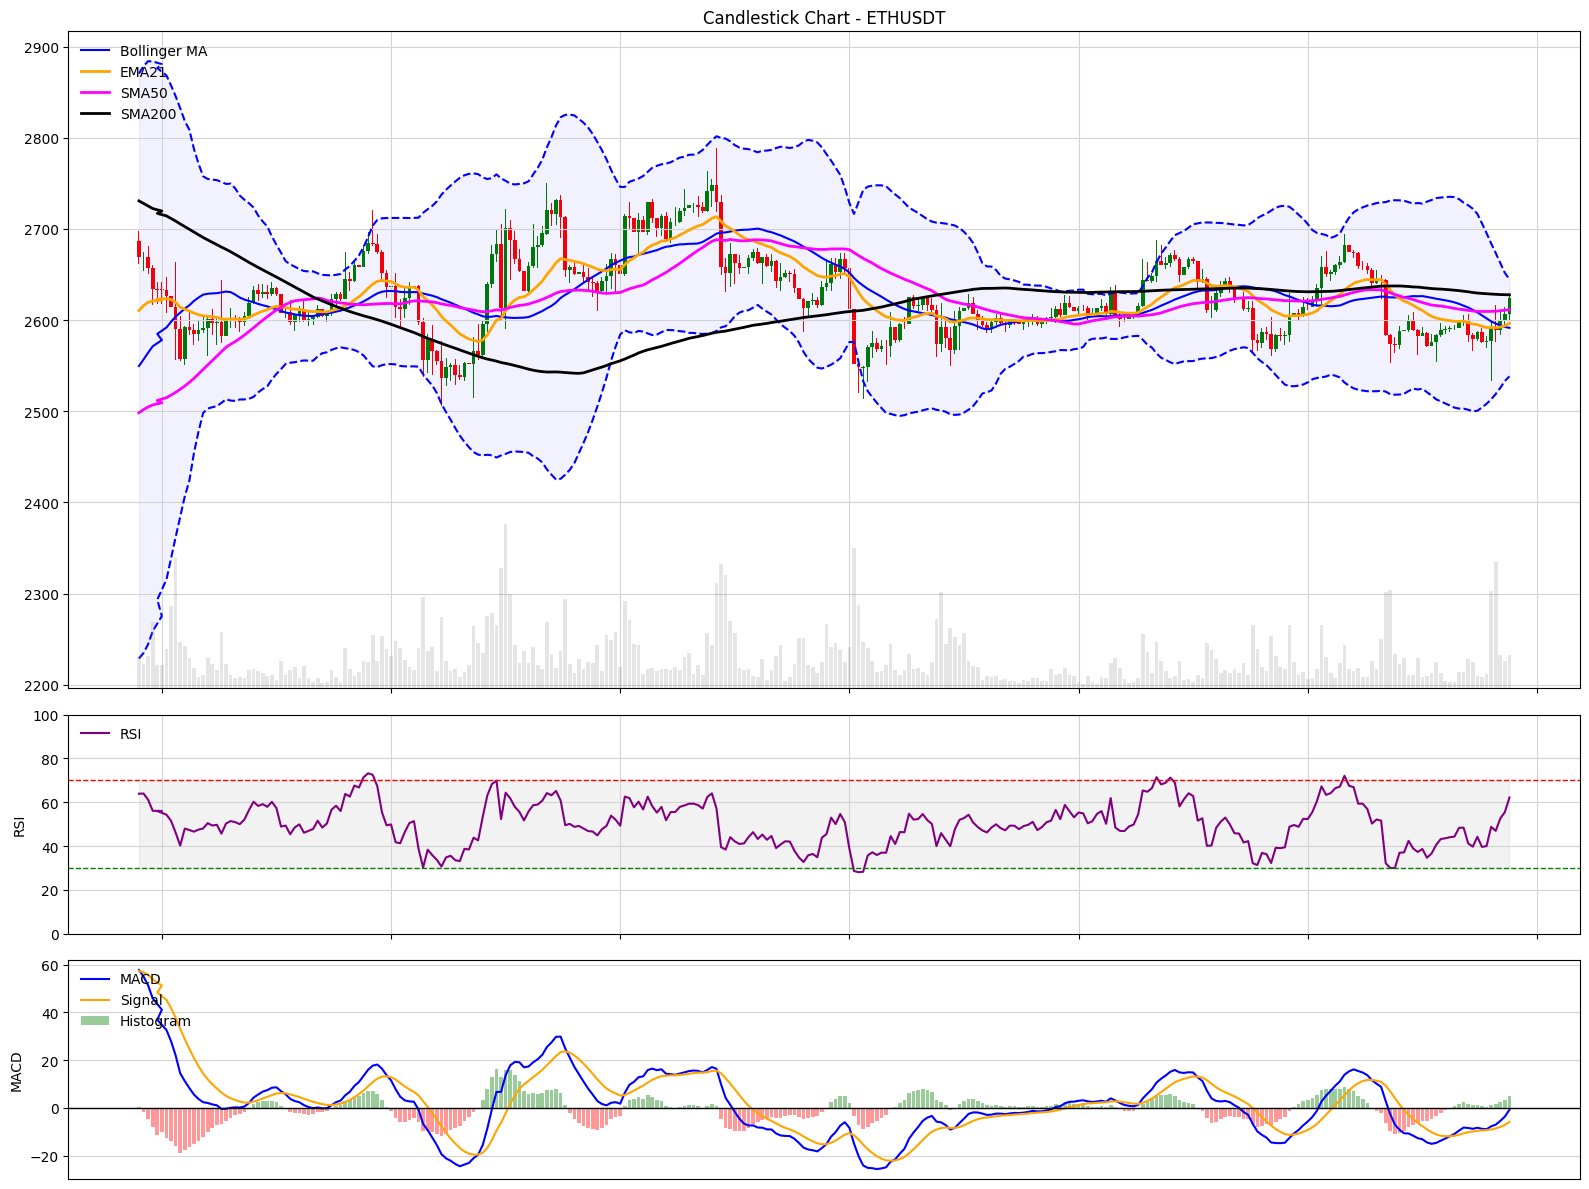 Candlestick Chart - ETHUSDT
2900
2800
2700
2600
2500
2400
2300
2200
Bollinger MA
EMA21
SMA50
SMA200
100
80
60
40
20
0
RSI
RSI
60
40
20
0
−20
MACD
MACD
Signal
Histogram